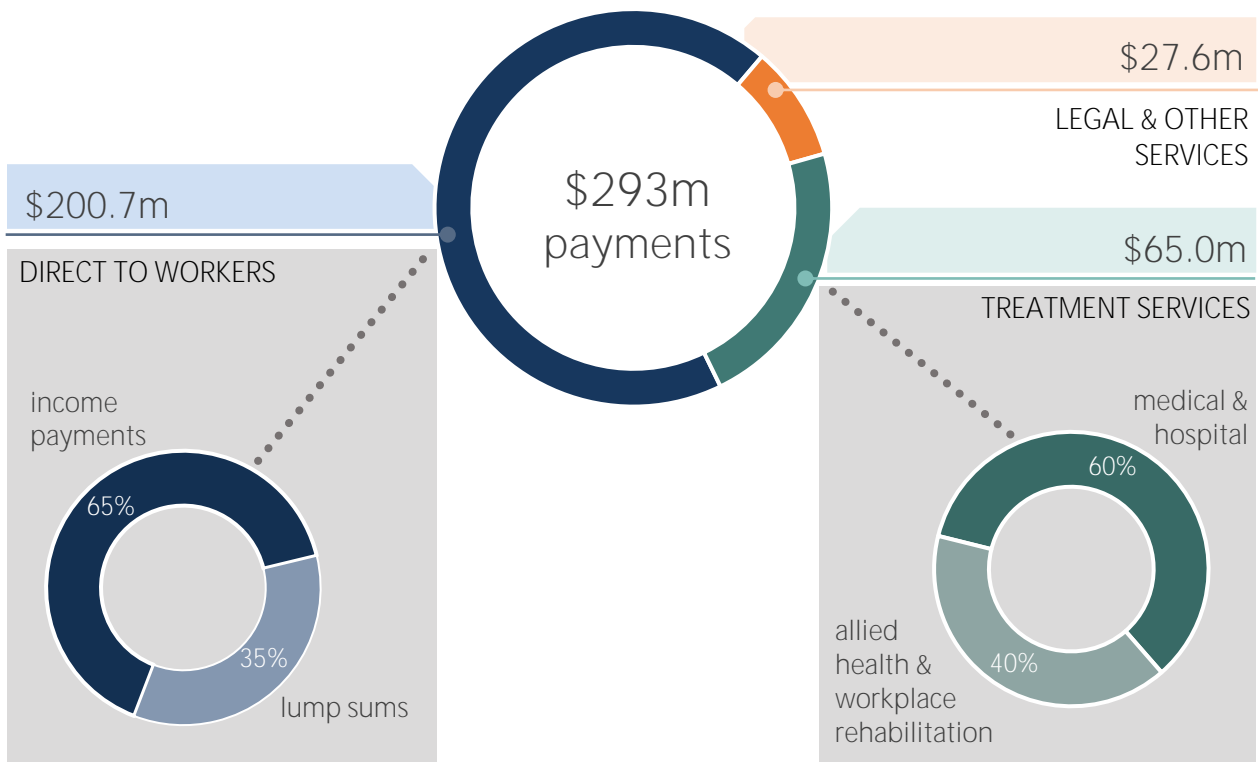 $293m
payments
$27.6m
LEGAL & OTHER
SERVICES
$200.7m
DIRECT TO WORKERS
income
payments
65%
35%
lump sums
$65.0m
TREATMENT SERVICES
medical &
hospital
60%
allied
health &
workplace
rehabilitation
40%